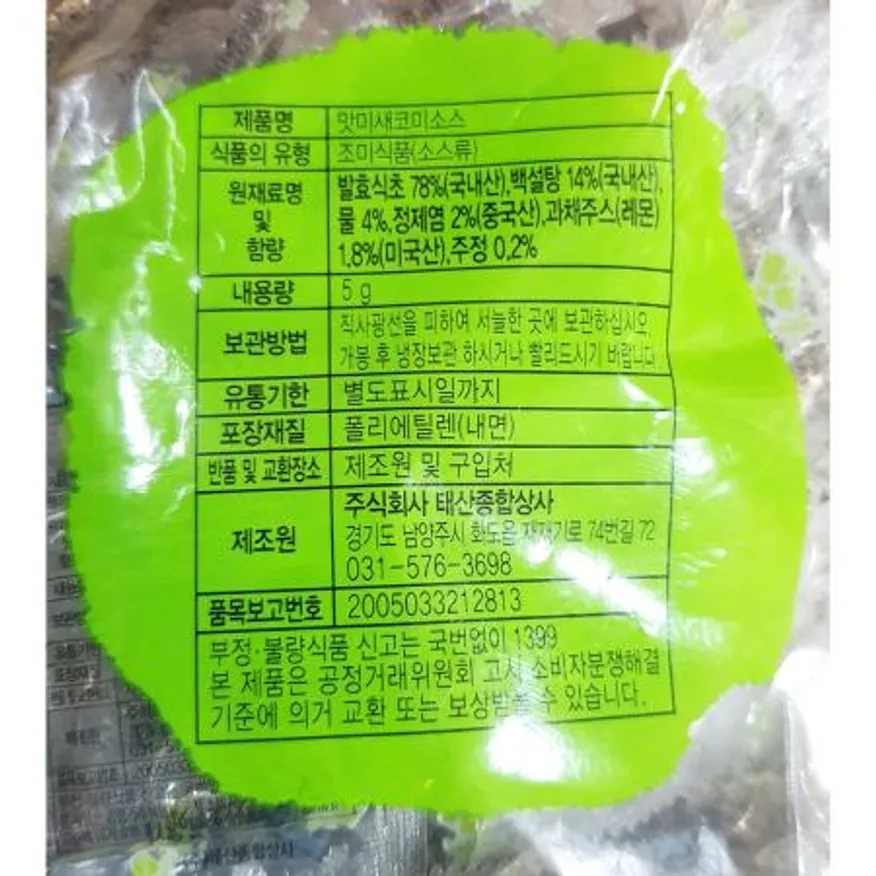 제품명 맛미새코미소스
식품의 유형 조미식품(소스류)
원재료명 및 함량 발효식초 78%(국내산),백설탕 14%(국내산),
물 4%,정제염 2%(중국산),과채주스(레몬)
1.8%(미국산),주정 0.2%
내용량 5 g
보관방법 직사광선을 피하여 서늘한 곳에 보관하십시오.
가봉 후 냉장보관 하시거나 빨리드시기 바랍니다
유통기한 별도표시일까지
포장재질 폴리에틸렌(내면)
반품 및 교환장소 제조원 및 구입처
제조원 주식회사 태산종합상사
경기도 남양주시 화도읍 재재기로 74번길 72
031-576-3698
품목보고번호 2005033212813
부정·불량식품 신고는 국번없이 1399
본 제품은 공정거래위원회 고시 소비자분쟁해결
기준에 의거 교환 또는 보상받을 수 있습니다.